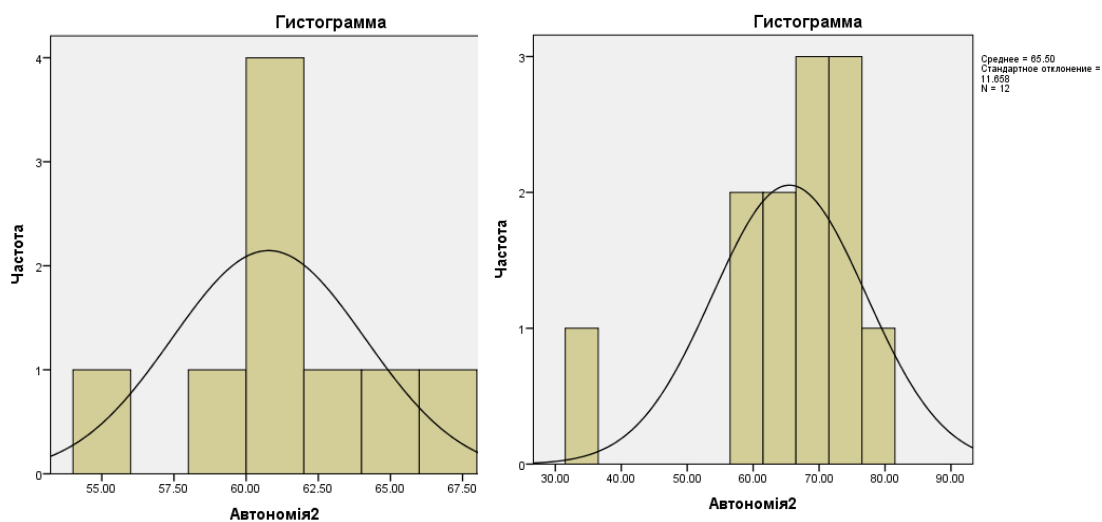 Гистограмма
4
3
2
1
0
Частота
55.00 57.50 60.00 62.50 65.00 67.50
Автономія2
Гистограмма
3
2
1
0
Частота
30.00 40.00 50.00 60.00 70.00 80.00 90.00
Автономія2
Среднее = 65.50
Стандартное отклонение =
11.658
N = 12